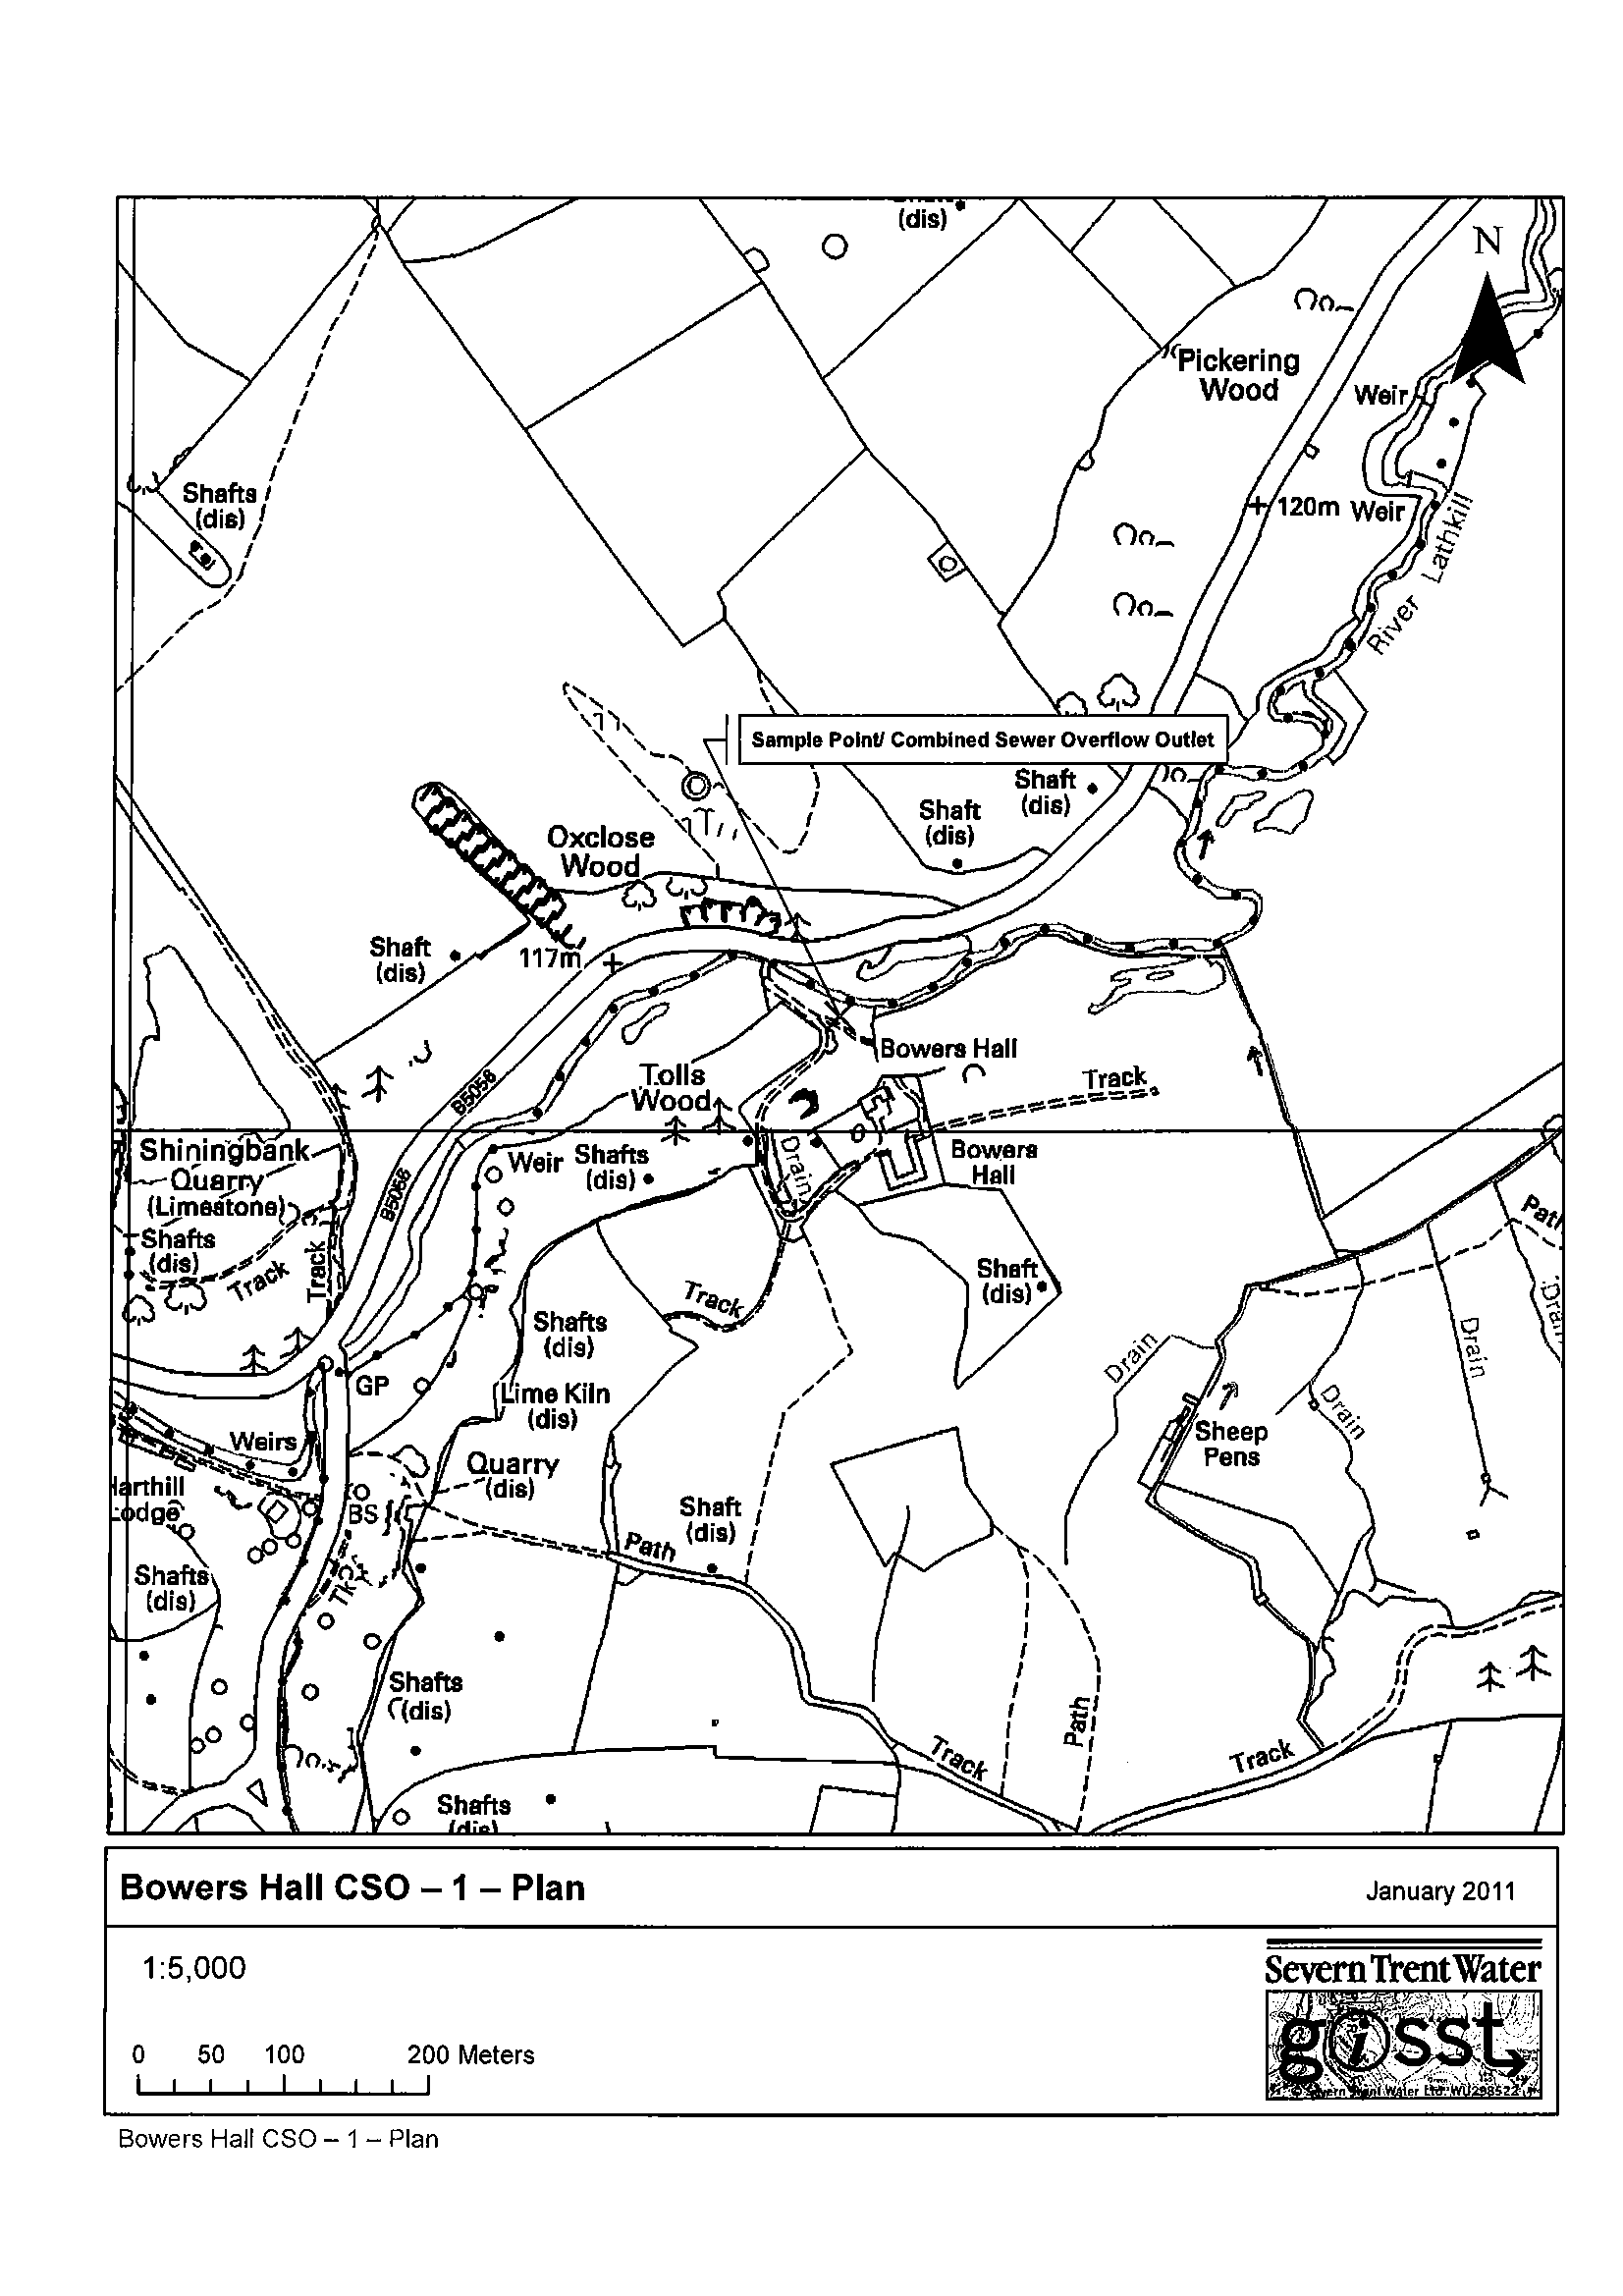 (dis)
N
Pickering
Wood
Weir
Shafts
(dis)
120m
Weir
River Lathkill
Sample Point/ Combined Sewer Overflow Outlet
Shaft
(dis)
Shaft
(dis)
Oxclose
Wood
Shaft
(dis)
117m
Bowers Hall
Tolls
Wood
Track
B5056
Shiningbank
Quarry
(Limestone)
Weir
Shafts
(dis)
Drain
Bowers
Hall
B5056
Path
Shafts
(dis)
Track
Track
Track
Shaft
(dis)
Drain
Shafts
(dis)
Drain
Drain
GP
Lime Kiln
(dis)
Drain
Weirs
Sheep
Pens
Quarry
(dis)
Harthill
Lodge
BS
Shaft
(dis)
Path
Shafts
(dis)
Tk
Shafts
(dis)
Path
Track
Track
Shafts
(dis)
Bowers Hall CSO – 1 – Plan
January 2011
1:5,000
Severn Trent Water
gisst
© Severn Trent Water Ltd. WU298522
0 50 100 200 Meters
Bowers Hall CSO – 1 – Plan